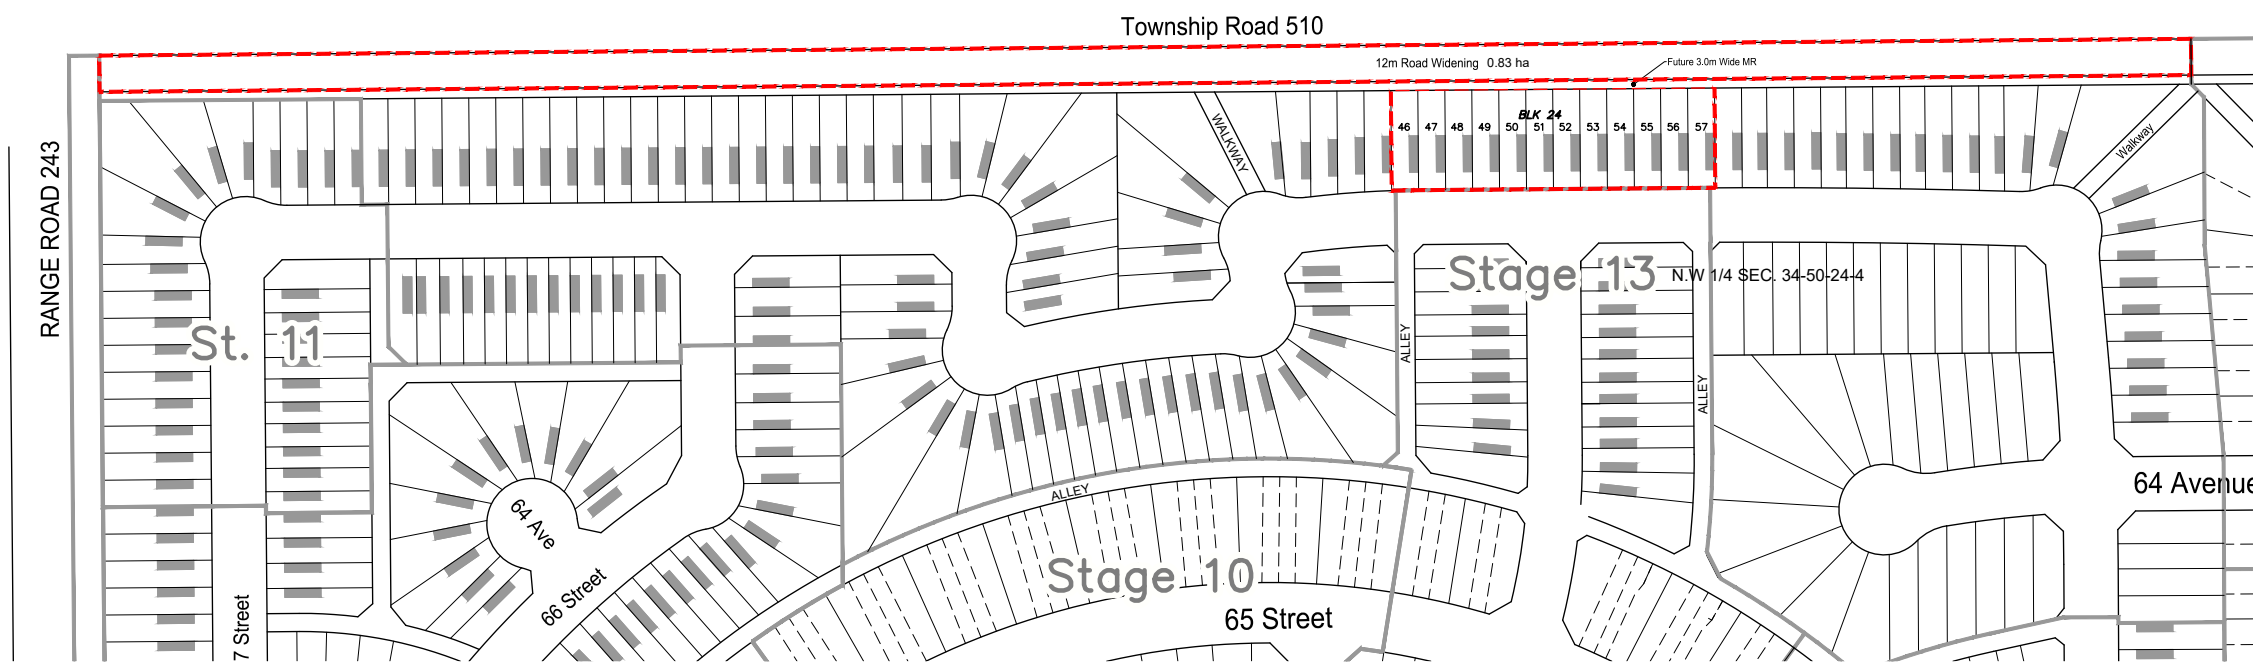 Township Road 510
12m Road Widening 0.83 ha
Future 3.0m Wide MR
RANGE ROAD 243
WALKWAY
BLK 24
46 47 48 49 50 51 52 53 54 55 56 57
Walkway
Stage 13
N.W 1/4 SEC. 34-50-24-4
St. 11
ALLEY
ALLEY
64 Avenue
ALLEY
64 Ave
Stage 10
66 Street
65 Street
7 Street